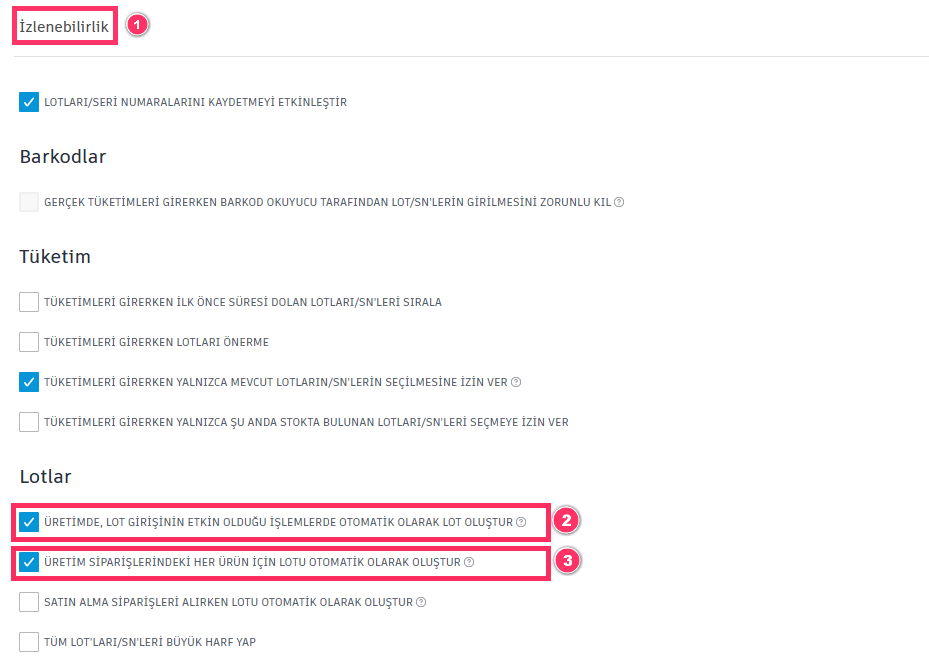 İzlenebilirlik 1
LOTLARI/SERİ NUMARALARINI KAYDETMEYİ ETKİNLEŞTİR
Barkodlar
GERÇEK TÜKETİMLERİ GİRERKEN BARKOD OKUYUCU TARAFINDAN LOT/SN'LERİN GİRİLMESİNİ ZORUNLU KIL ?
Tüketim
TÜKETİMLERİ GİRERKEN İLK ÖNCE SÜRESİ DOLAN LOTLARI/SN'LERİ SIRALA
TÜKETİMLERİ GİRERKEN LOTLARI ÖNERME
TÜKETİMLERİ GİRERKEN YALNIZCA MEVCUT LOTLARIN/SN'LERİN SEÇİLMESİNE İZİN VER ?
TÜKETİMLERİ GİRERKEN YALNIZCA ŞU ANDA STOKTA BULUNAN LOTLARI/SN'LERİ SEÇMEYE İZİN VER
Lotlar
ÜRETİMDE, LOT GİRİŞİNİN ETKİN OLDUĞU İŞLEMLERDE OTOMATİK OLARAK LOT OLUŞTUR ? 2
ÜRETİM SİPARİŞLERİNDEKİ HER ÜRÜN İÇİN LOTU OTOMATİK OLARAK OLUŞTUR ? 3
SATIN ALMA SİPARİŞLERİ ALIRKEN LOTU OTOMATİK OLARAK OLUŞTUR ?
TÜM LOT'LARI/SN'LERİ BÜYÜK HARF YAP